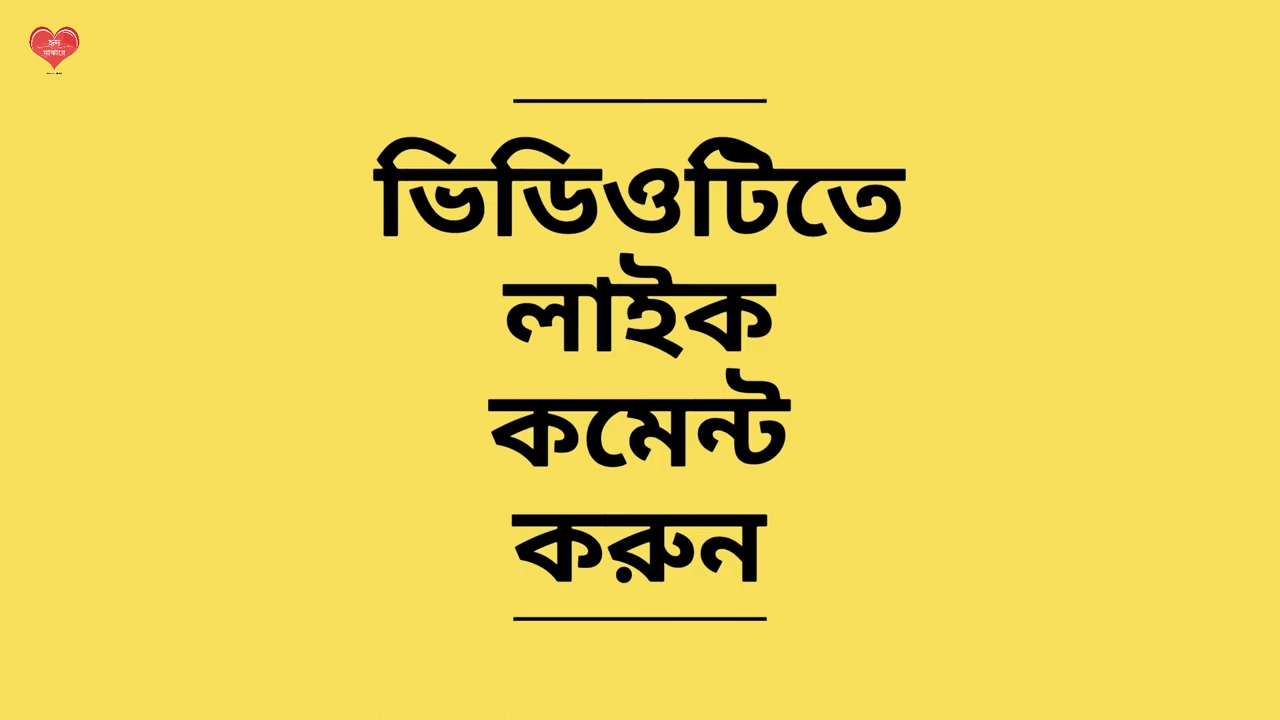 হৃদ
মাঝারে
ভিডিওটিতে
লাইক
কমেন্ট
করুন